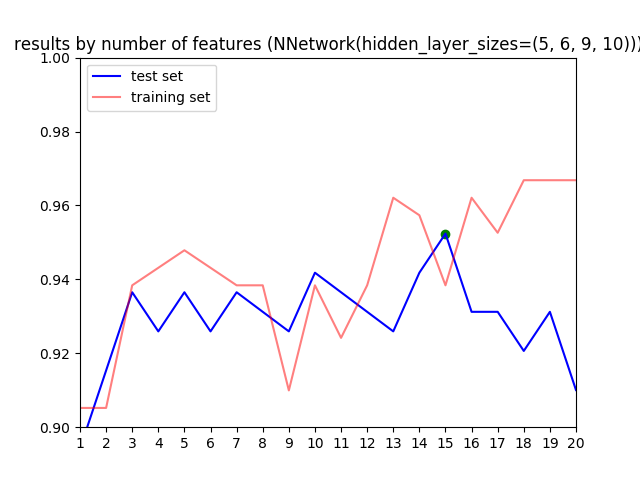 results by number of features (NNetwork(hidden_layer_sizes=(5, 6, 9, 10)))
1.00
test set
training set
0.98
0.96
0.94
0.92
0.90
1 2 3 4 5 6 7 8 9 10 11 12 13 14 15 16 17 18 19 20